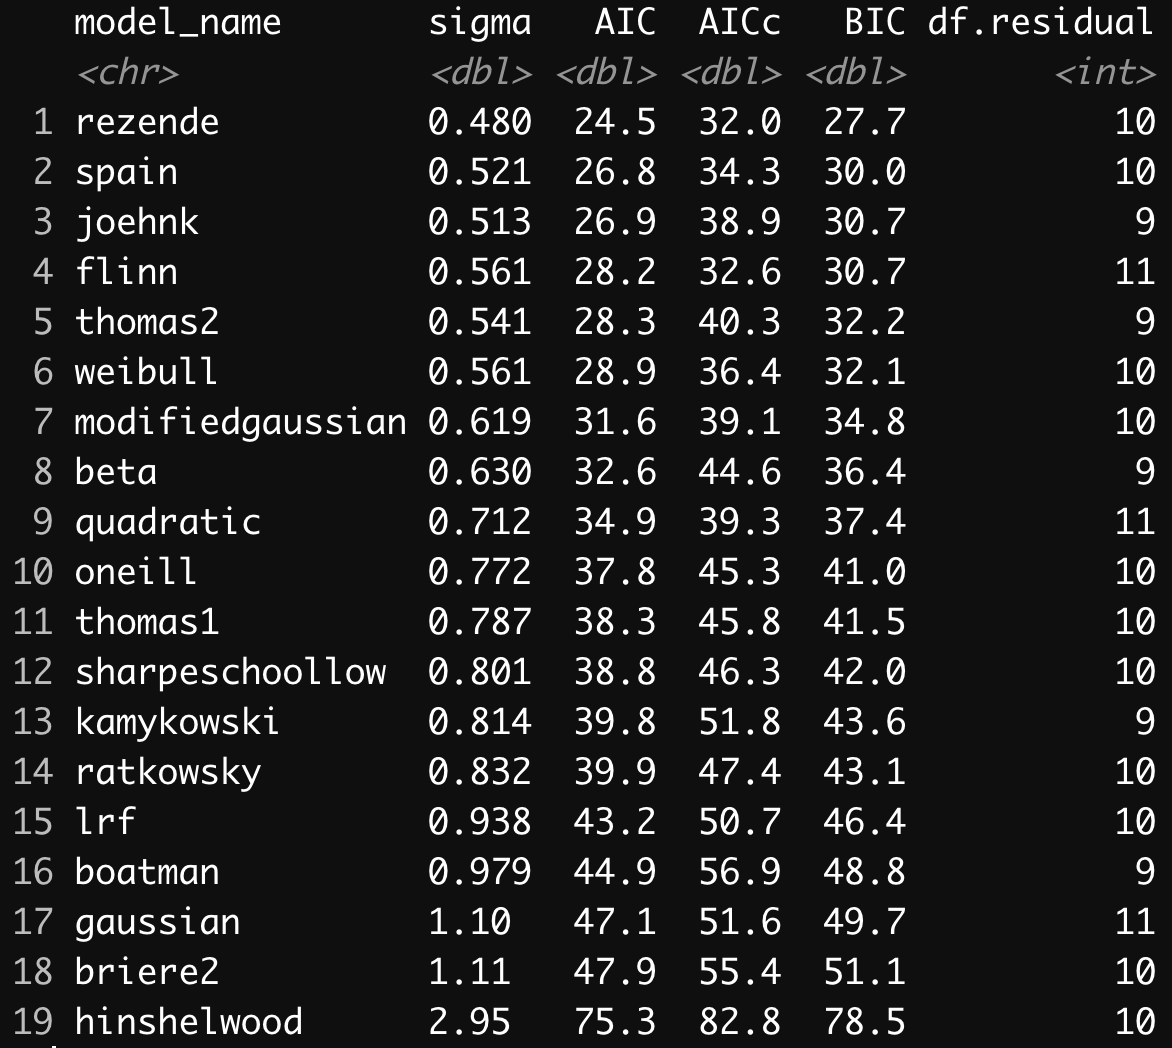 model_name sigma AIC AICc BIC df.residual
<chr> <dbl> <dbl> <dbl> <dbl> <int>
1 rezende 0.480 24.5 32.0 27.7 10
2 spain 0.521 26.8 34.3 30.0 10
3 joehnk 0.513 26.9 38.9 30.7 9
4 flinn 0.561 28.2 32.6 30.7 11
5 thomas2 0.541 28.3 40.3 32.2 9
6 weibull 0.561 28.9 36.4 32.1 10
7 modifiedgaussian 0.619 31.6 39.1 34.8 10
8 beta 0.630 32.6 44.6 36.4 9
9 quadratic 0.712 34.9 39.3 37.4 11
10 oneill 0.772 37.8 45.3 41.0 10
11 thomas1 0.787 38.3 45.8 41.5 10
12 sharpeschoollow 0.801 38.8 46.3 42.0 10
13 kamykowski 0.814 39.8 51.8 43.6 9
14 ratkowsky 0.832 39.9 47.4 43.1 10
15 lrf 0.938 43.2 50.7 46.4 10
16 boatman 0.979 44.9 56.9 48.8 9
17 gaussian 1.10 47.1 51.6 49.7 11
18 briere2 1.11 47.9 55.4 51.1 10
19 hinshelwood 2.95 75.3 82.8 78.5 10